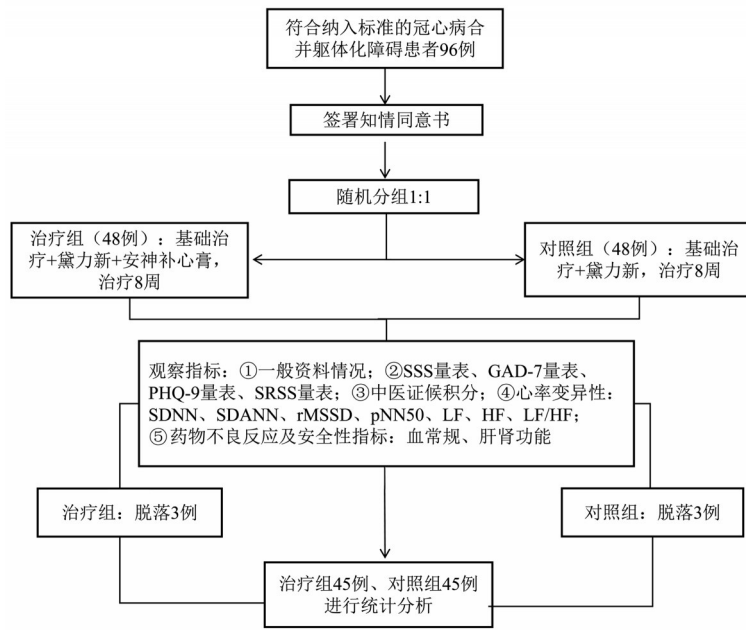 符合纳入标准的冠心病合
并躯体化障碍患者96例
签署知情同意书
随机分组1:1
治疗组（48例）：基础治
疗+黛力新+安神补心膏，
治疗8周
对照组（48例）：基础治
疗+黛力新，治疗8周
观察指标：①一般资料情况；②SSS量表、GAD-7量表、
PHQ-9量表、SRSS量表；③中医证候积分；④心率变异性：
SDNN、SDANN、rMSSD、pNN50、LF、HF、LF/HF；
⑤药物不良反应及安全性指标：血常规、肝肾功能
治疗组：脱落3例
对照组：脱落3例
治疗组45例、对照组45例
进行统计分析